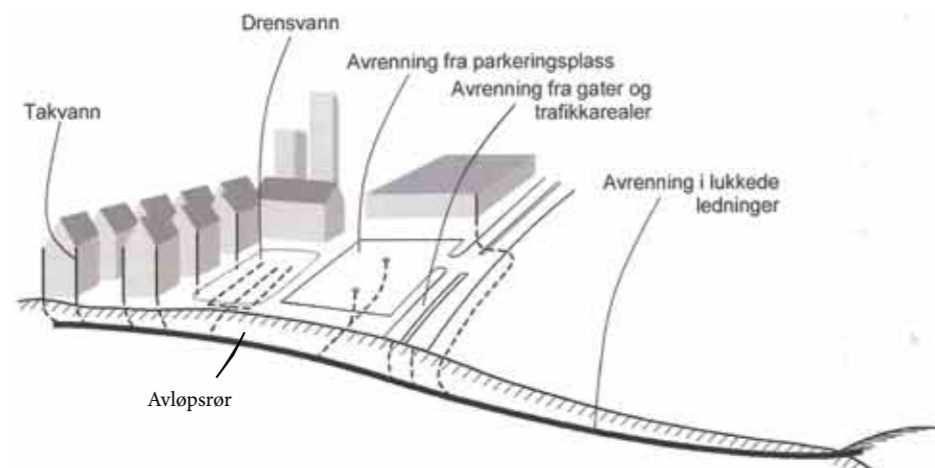 Drensvann
Avrenning fra parkeringsplass
Avrenning fra gater og
trafikkarealer
Takvann
Avrenning i lukkede
ledninger
Avløpsrør